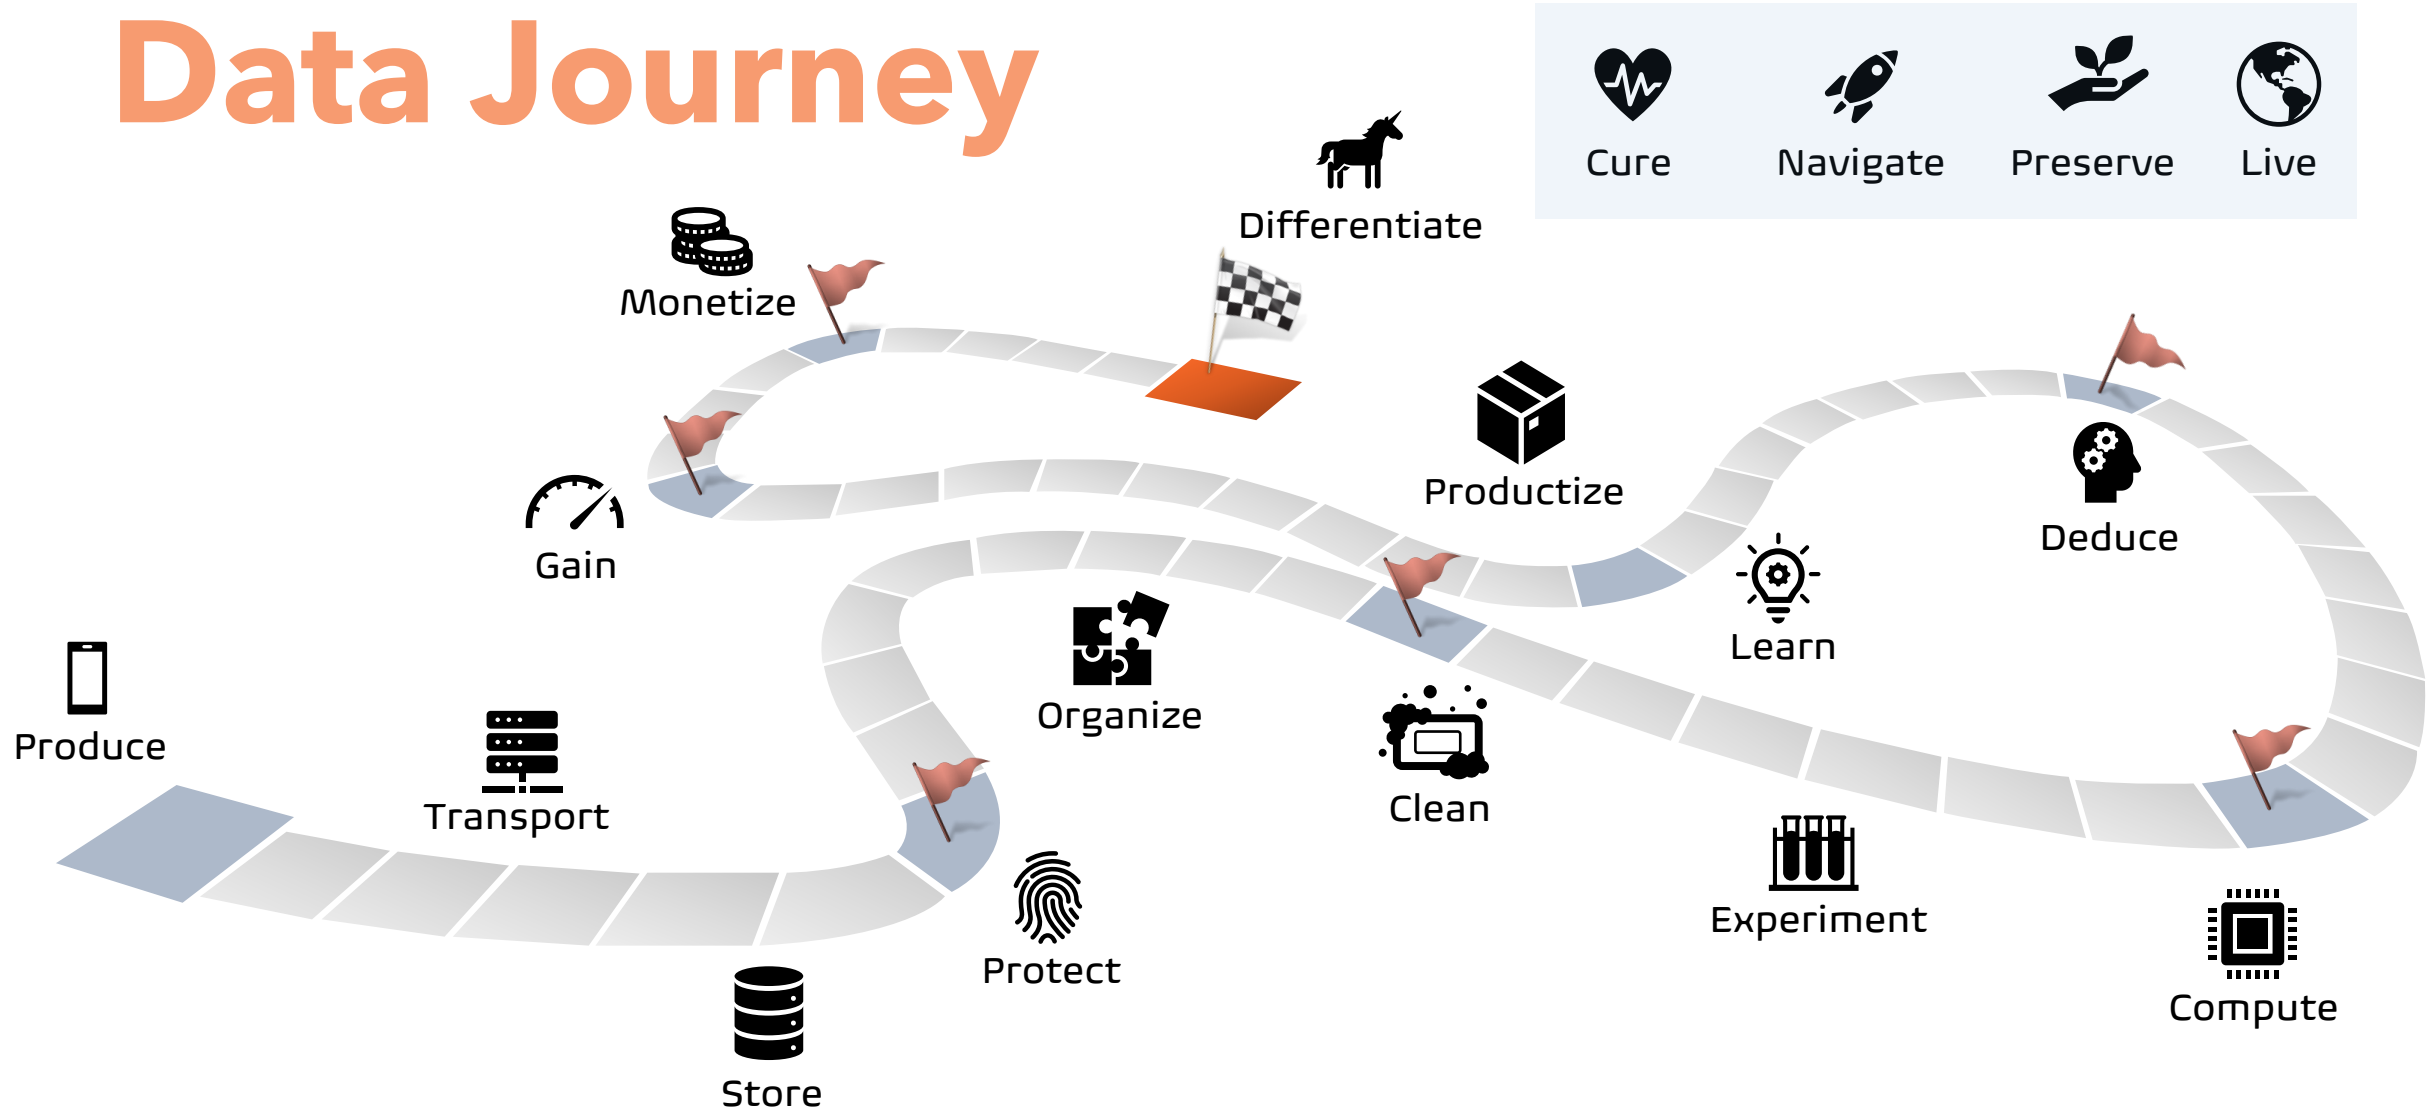 Data Journey
Cure
Navigate
Preserve
Live
Differentiate
Monetize
Productize
Deduce
Gain
Learn
Organize
Produce
Transport
Clean
Experiment
Protect
Compute
Store